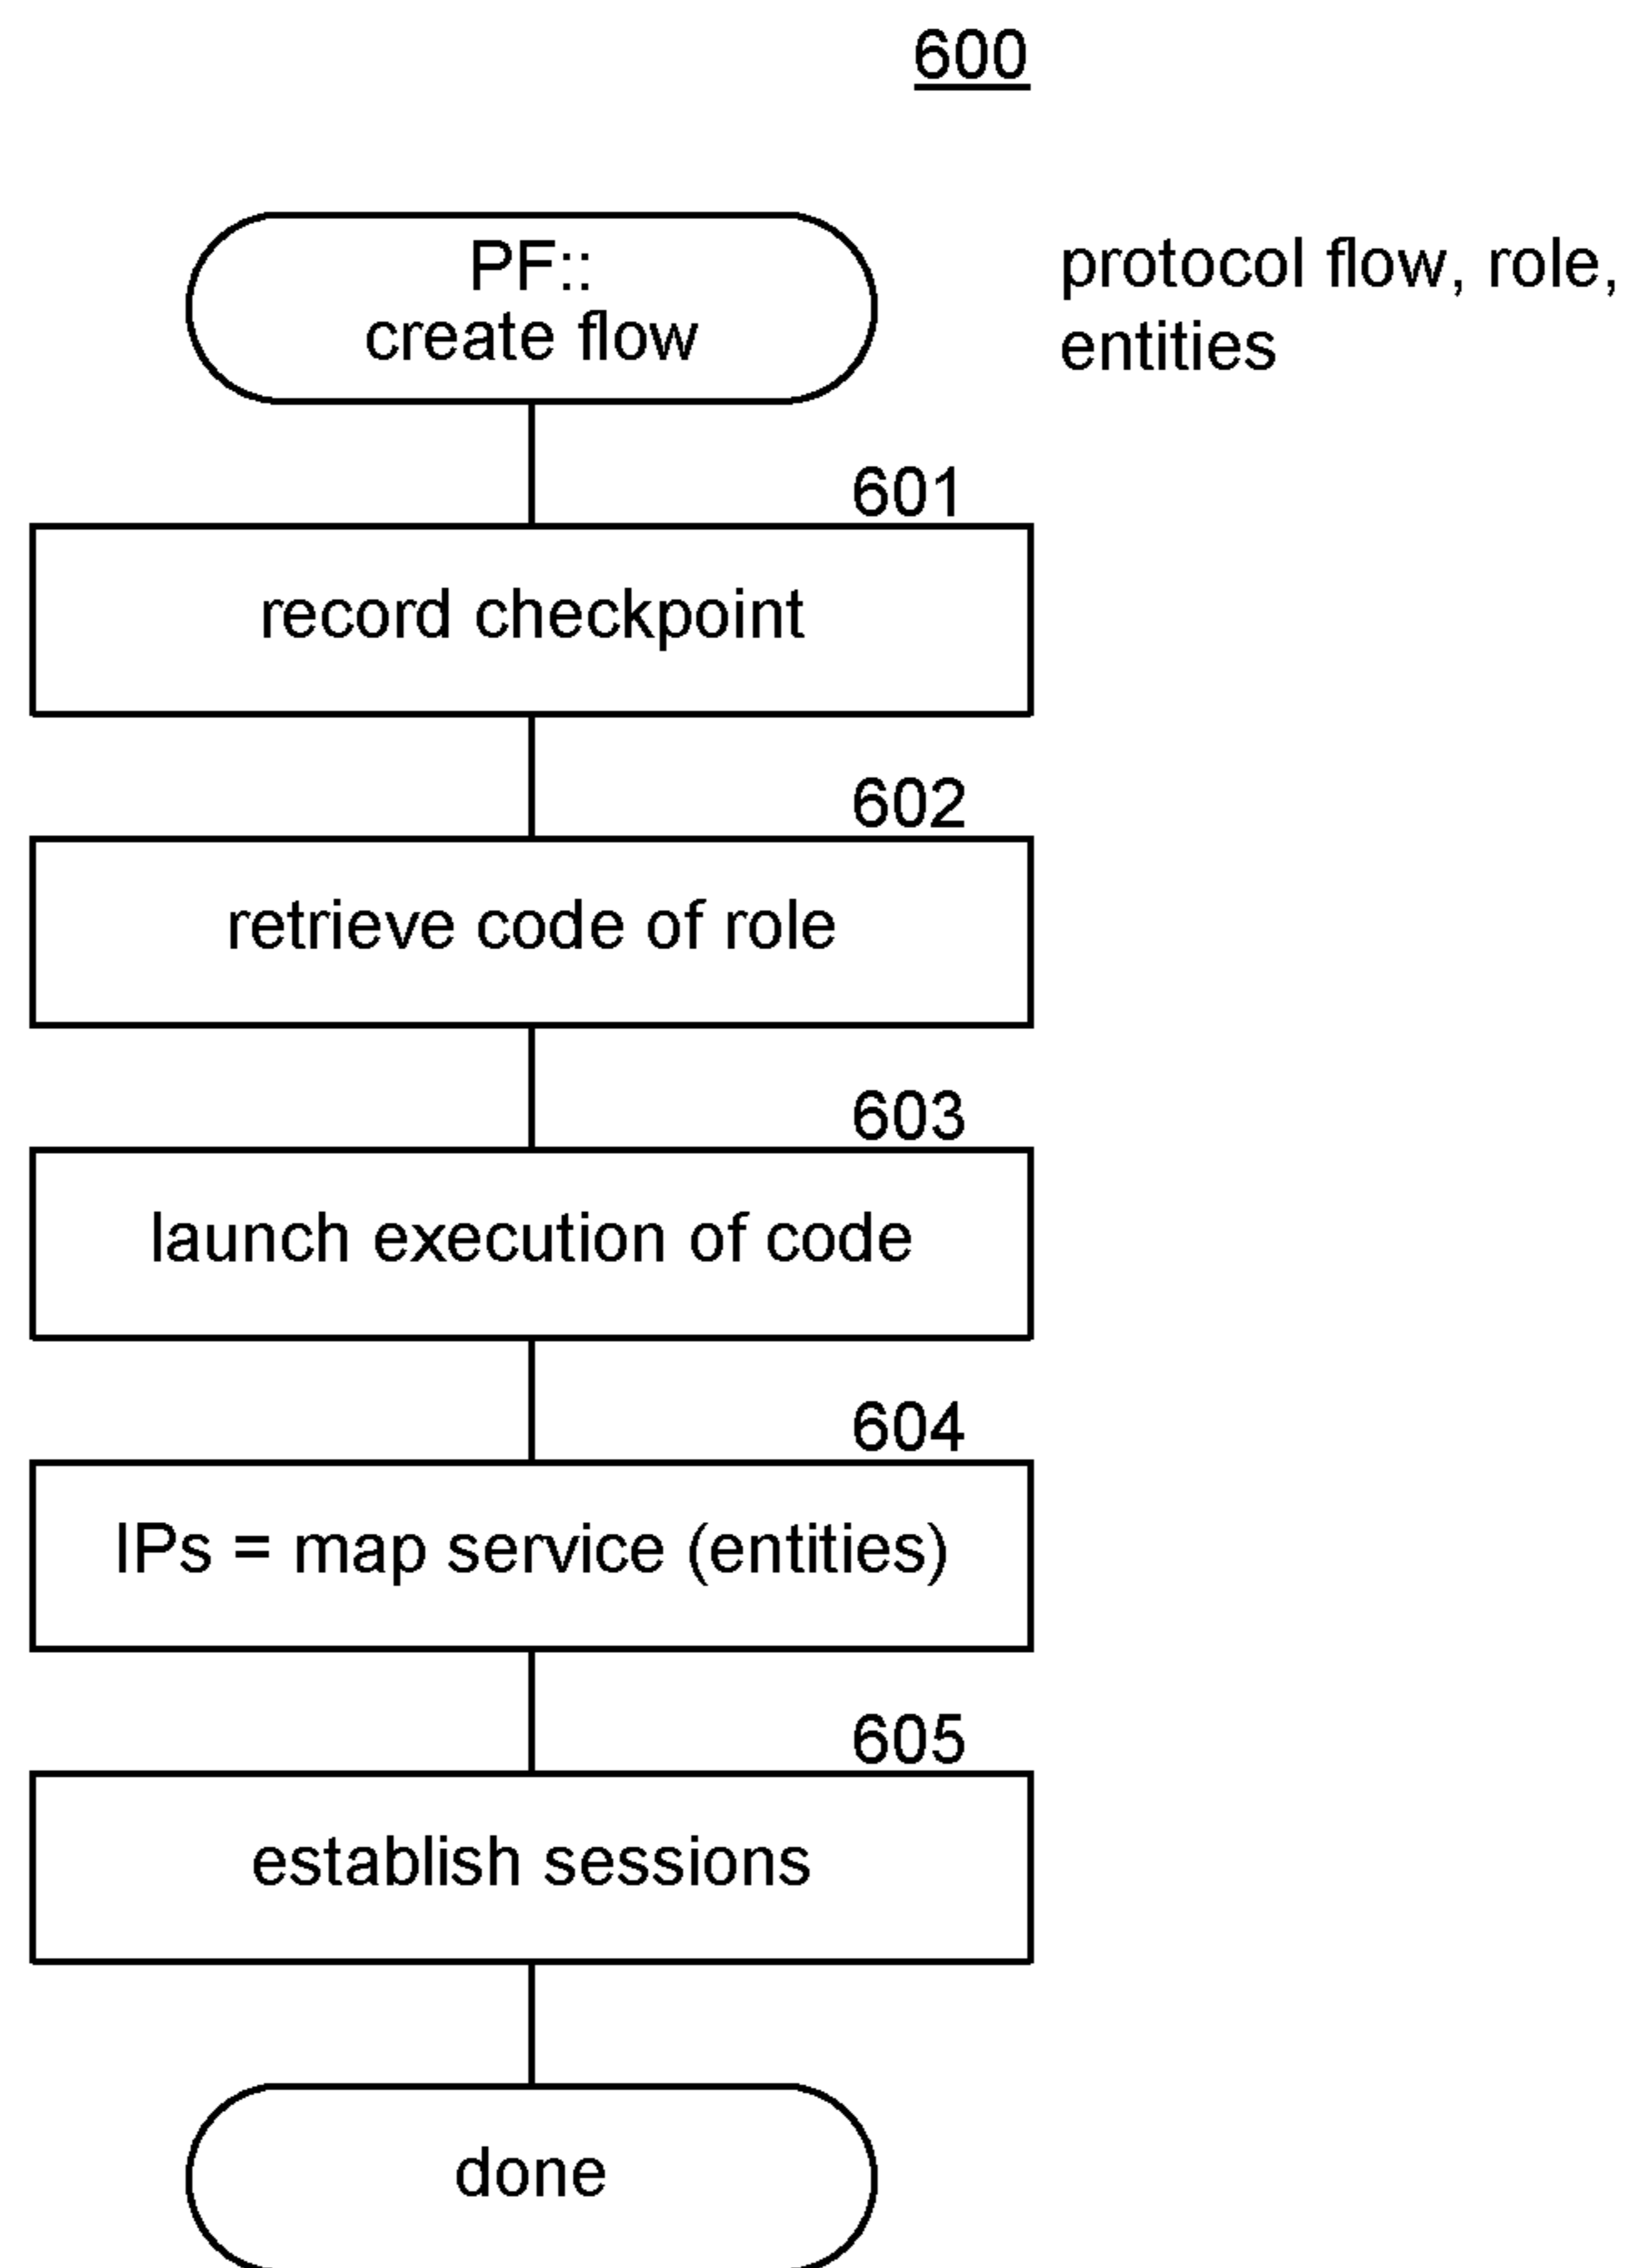 600
PF::
create flow
protocol flow, role,
entities
601
record checkpoint
602
retrieve code of role
603
launch execution of code
604
IPs = map service (entities)
605
establish sessions
done